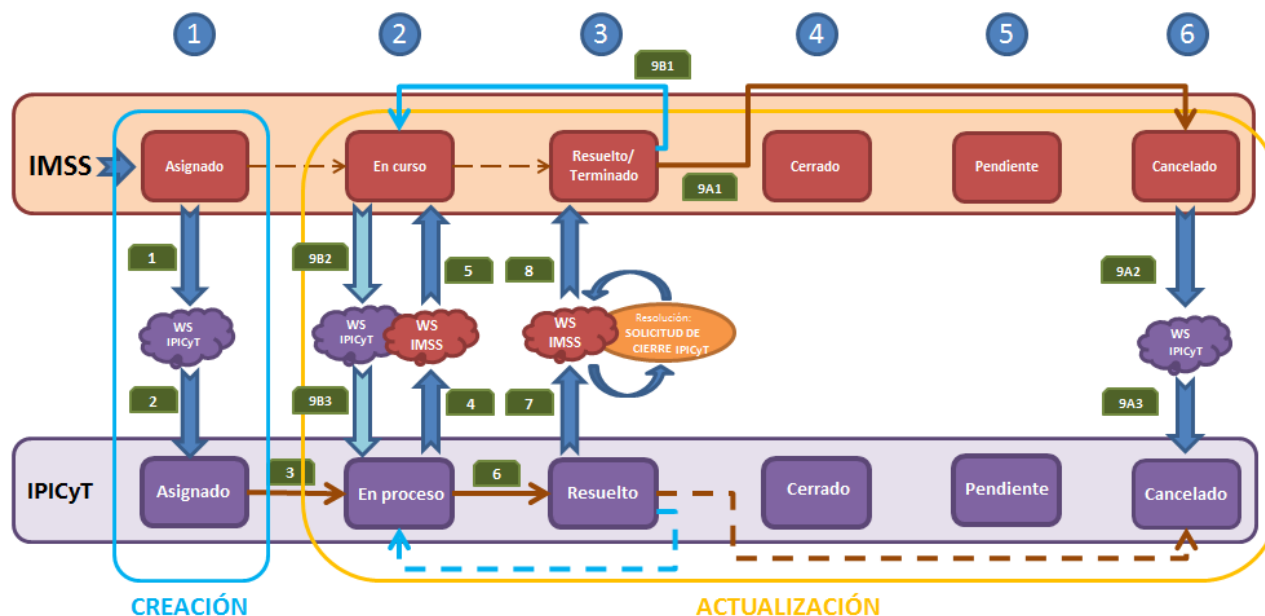 1
2
3
4
5
6
9B1
IMSS
Asignado
En curso
Resuelto/
Terminado
9A1
Cerrado
Pendiente
Cancelado
1
9B2
5
8
9A2
WS
IPICyT
WS
IPICyT
WS
IMSS
WS
IMSS
Resolución:
SOLICITUD DE
CIERRE IPICyT
WS
IPICyT
2
9B3
4
7
9A3
IPICyT
Asignado
3
En proceso
6
Resuelto
Cerrado
Pendiente
Cancelado
CREACIÓN
ACTUALIZACIÓN